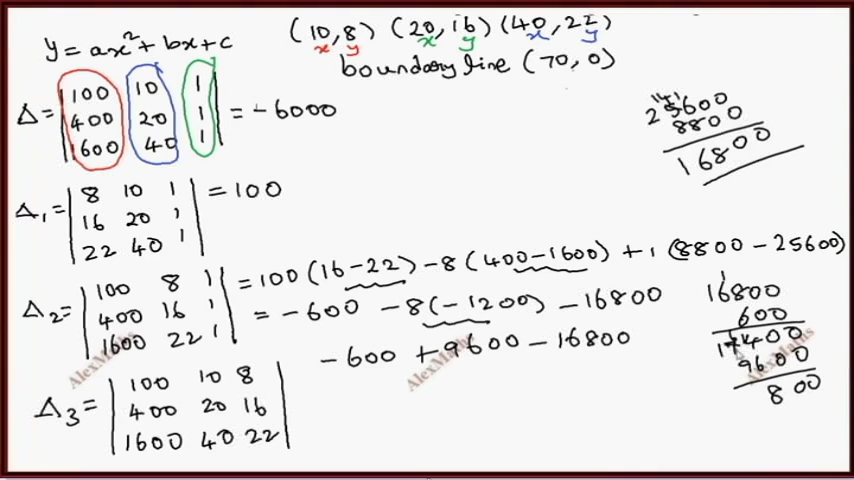 y = ax² + bx + c
(10,8) (20,16) (40,22)
x y x y x y
boundary line (70,0)
Δ = | 100 10 1 | = -6000
| 400 20 1 |
| 1600 40 1 |
25600
8800
16800
Δ₁ = | 8 10 1 | = 100
| 16 20 1 |
| 22 40 1 |
Δ₂ = | 100 8 1 | = 100(16-22) -8(400-1600) +1(8800-25600)
| 400 16 1 | = -600 -8(-1200) -16800
| 1600 22 1 |
-600 +9600 -16800
16800
600
17400
9600
800
Δ₃ = | 100 10 8 |
| 400 20 16 |
| 1600 40 22 |
AlexMaths
AlexMaths
AlexMaths